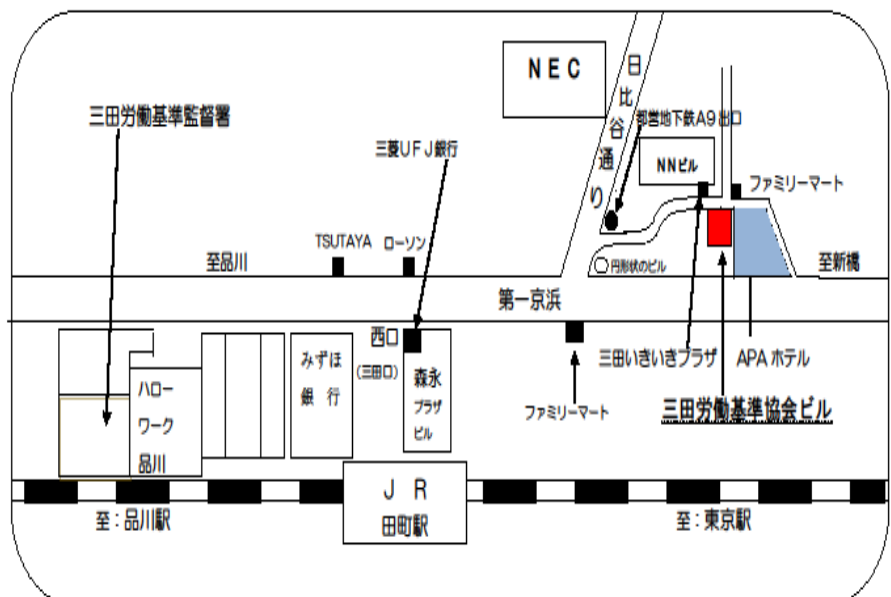 NEC
日比谷通り
三田労働基準監督署
都営地下鉄A9出口
三菱UFJ銀行
NNビル
ファミリーマート
TSUTAYA ローソン
至品川
円形状のビル
至新橋
第一京浜
西口
(三田口)
みずほ
銀行
森永
プラザ
ビル
三田いきいきプラザ
APAホテル
ハロー
ワーク
品川
ファミリーマート
三田労働基準協会ビル
JR
田町駅
至:品川駅
至:東京駅